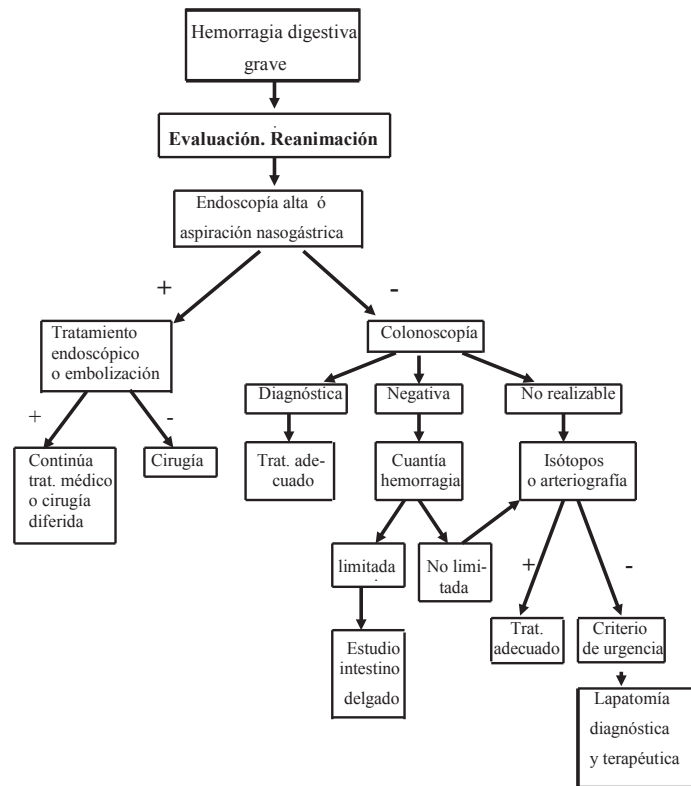 Hemorragia digestiva
grave
Evaluación. Reanimación
Endoscopía alta ó
aspiración nasogástrica
+
-
Tratamiento
endoscópico
o embolización
Colonoscopía
Diagnóstica
Negativa
No realizable
+
-
Continúa
trat. médico
o cirugía
diferida
Cirugía
Trat. ade-
cuado
Cuantía
hemorragia
Isótopos
o arteriografía
limitada
No limi-
tada
+
-
Estudio
intestino
delgado
Trat.
adecuado
Criterio
de urgencia
Lapatomía
diagnóstica
y terapéutica